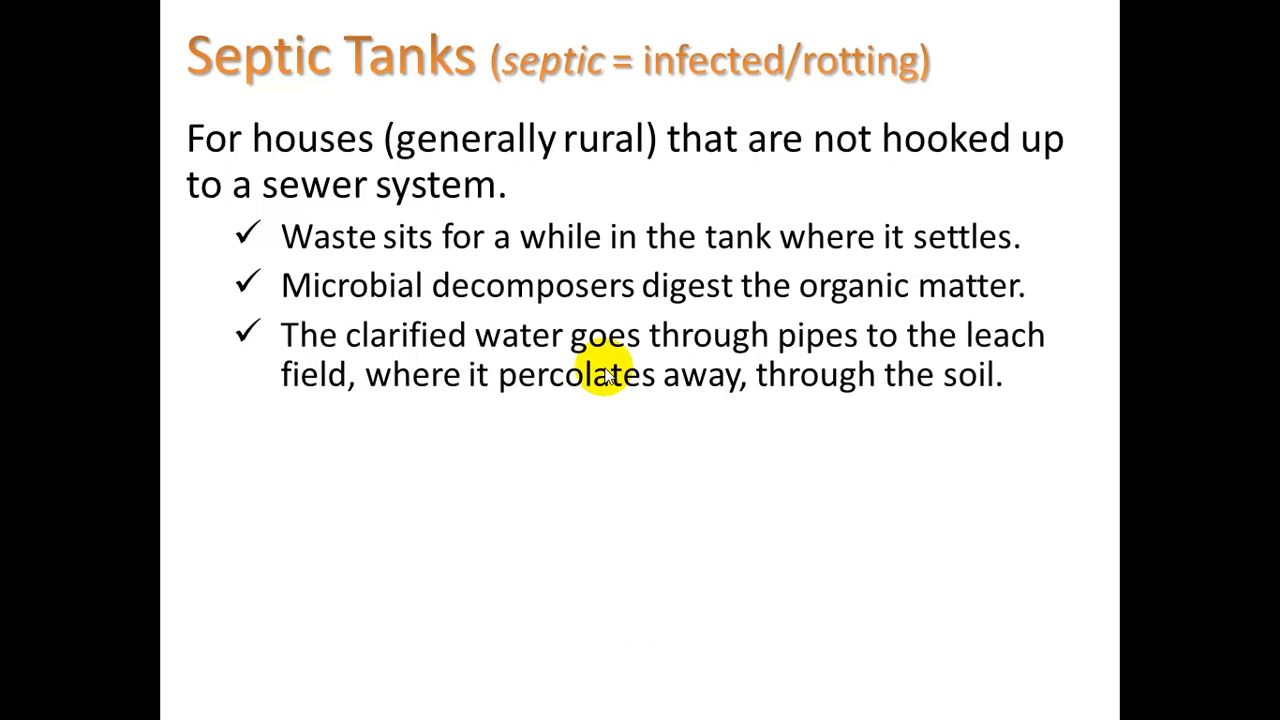 Septic Tanks (septic = infected/rotting)
For houses (generally rural) that are not hooked up
to a sewer system.
✓ Waste sits for a while in the tank where it settles.
✓ Microbial decomposers digest the organic matter.
✓ The clarified water goes through pipes to the leach
field, where it percolates away, through the soil.